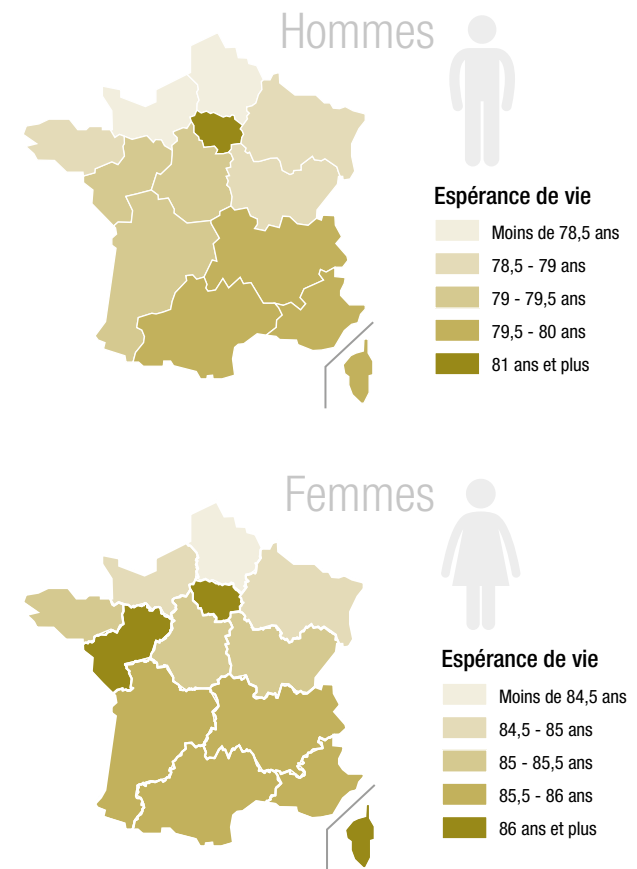 Hommes
Espérance de vie
Moins de 78,5 ans
78,5 - 79 ans
79 - 79,5 ans
79,5 - 80 ans
81 ans et plus
Femmes
Espérance de vie
Moins de 84,5 ans
84,5 - 85 ans
85 - 85,5 ans
85,5 - 86 ans
86 ans et plus